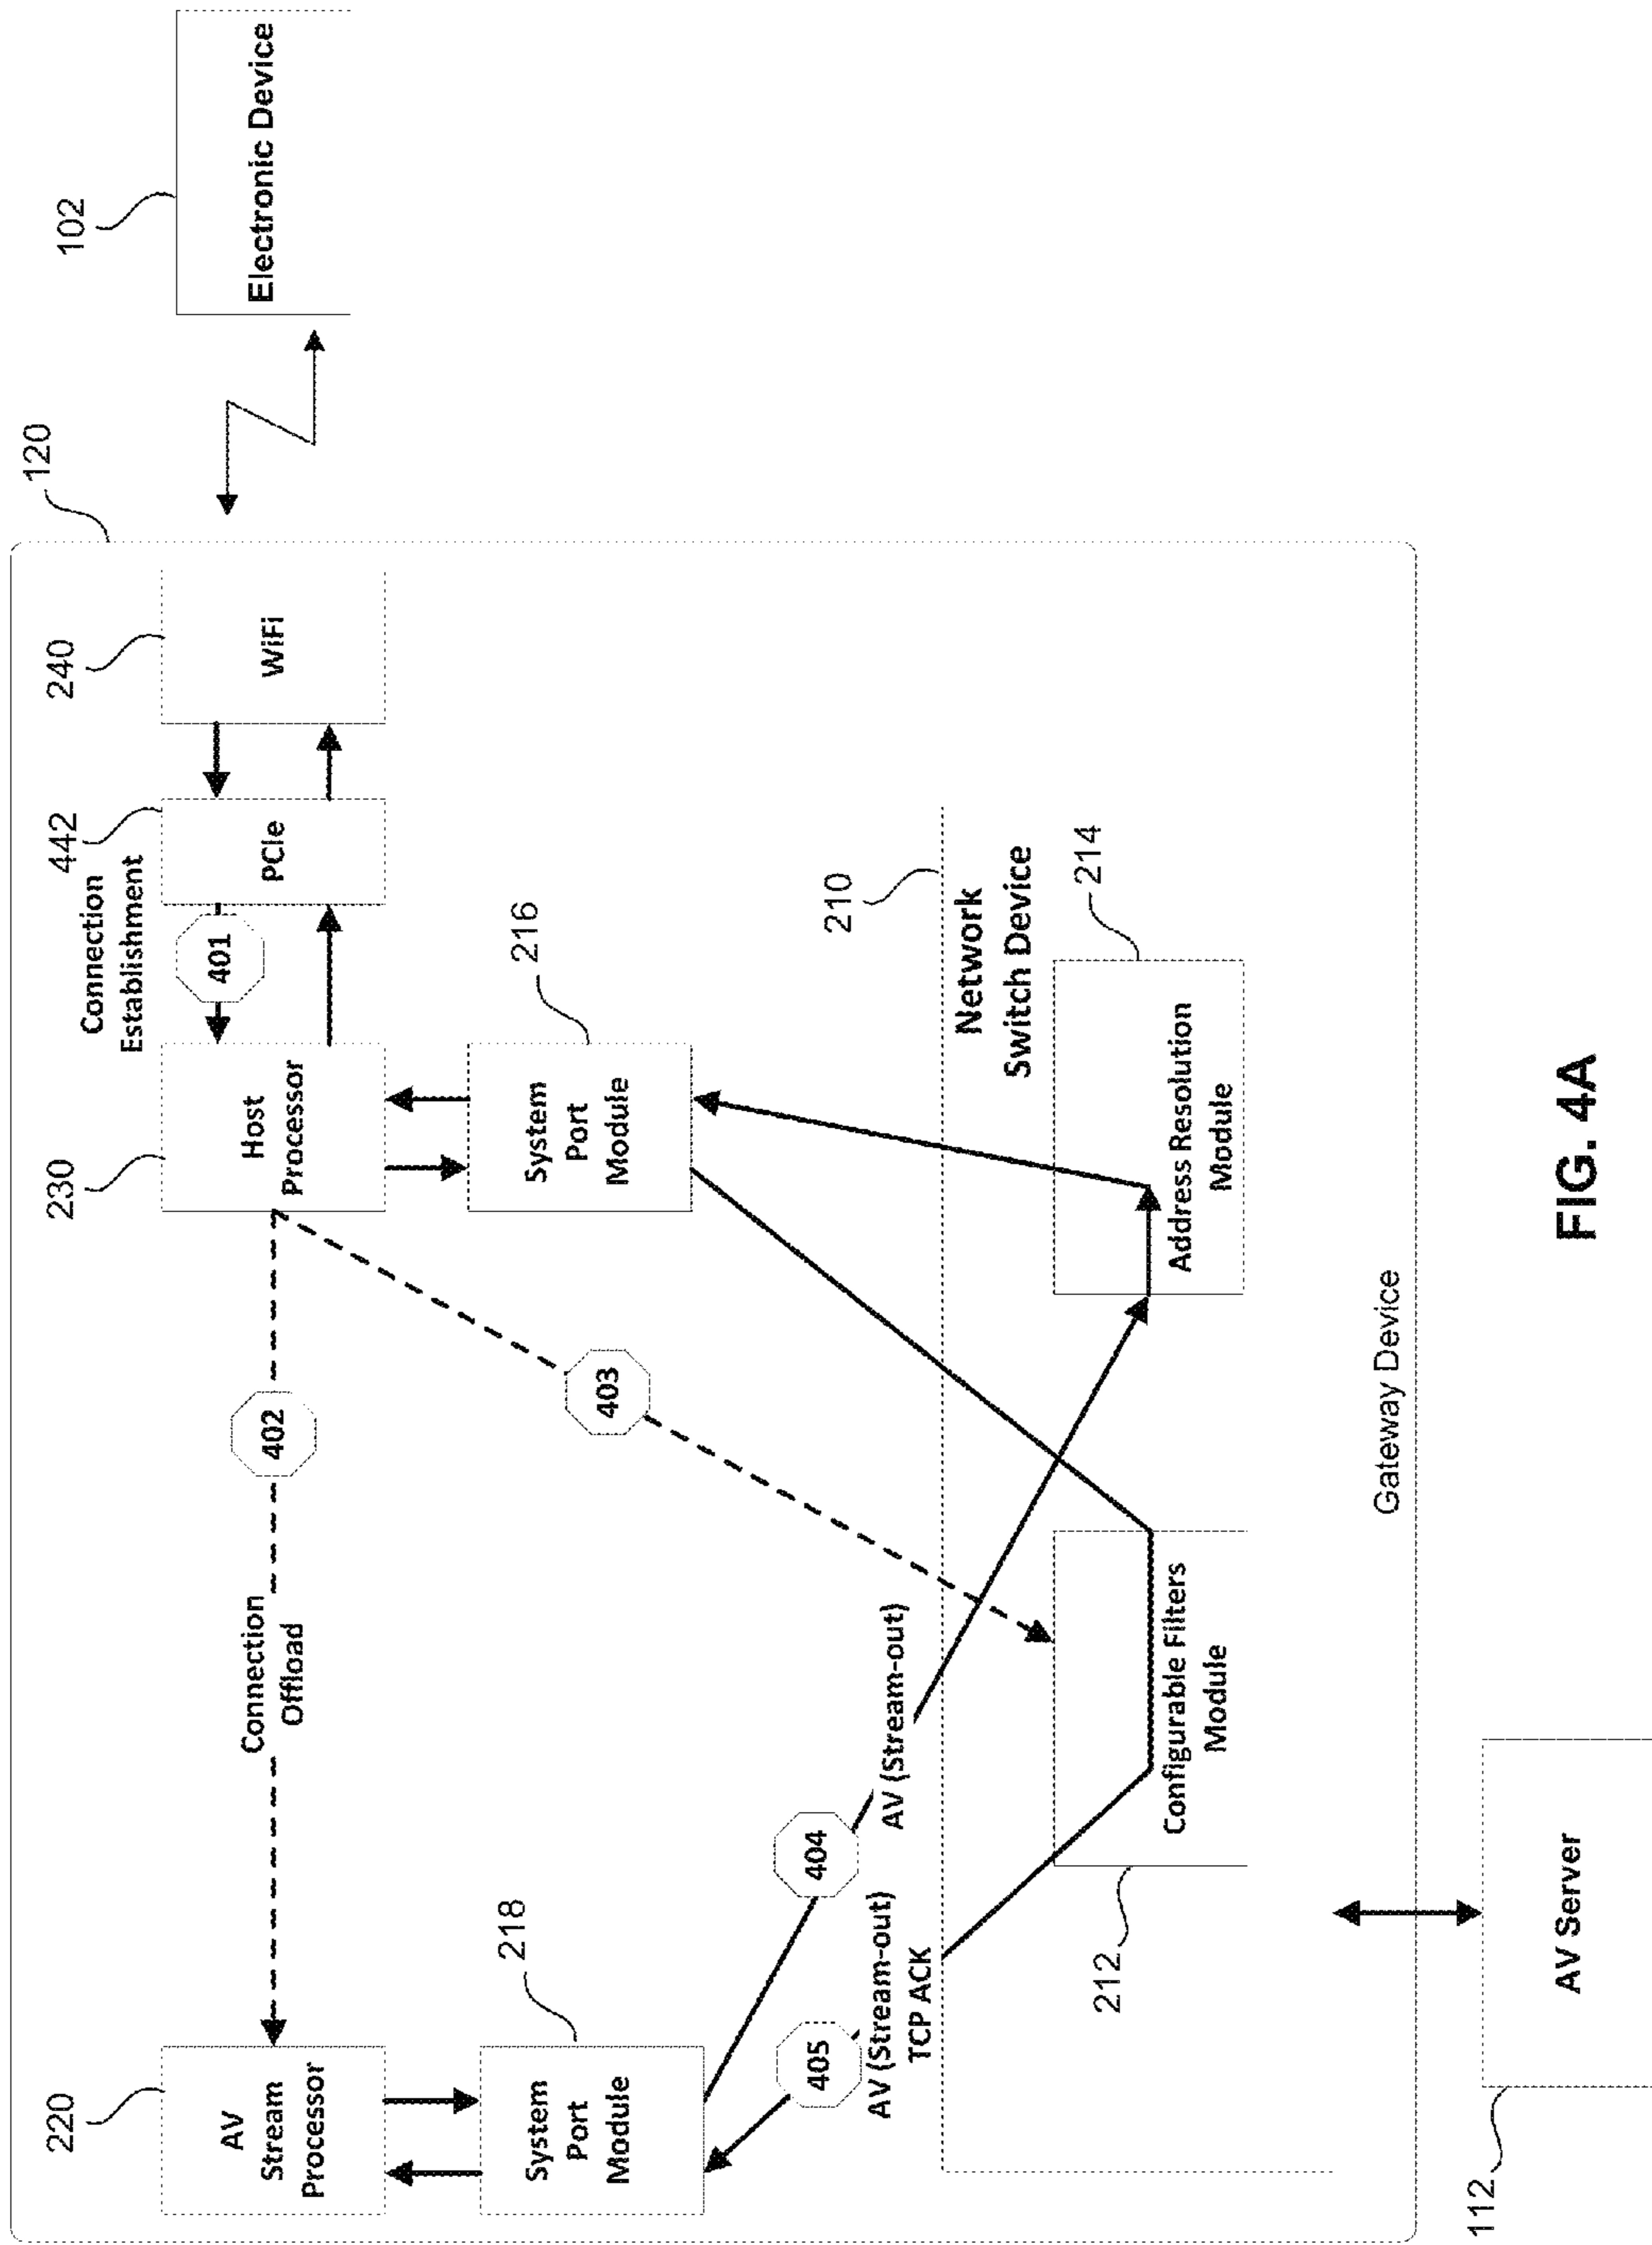 220
AV
Stream
Processor
Connection
Offload
402
230
Host
Processor
Connection
Establishment
401
442
PCIe
240
WiFi
120
102
Electronic Device
218
System
Port
Module
403
216
System
Port
Module
404
AV (Stream-out)
405
AV (Stream-out)
TCP ACK
210
Network
Switch Device
212
Configurable Filters
Module
214
Address Resolution
Module
Gateway Device
112
AV Server
FIG. 4A